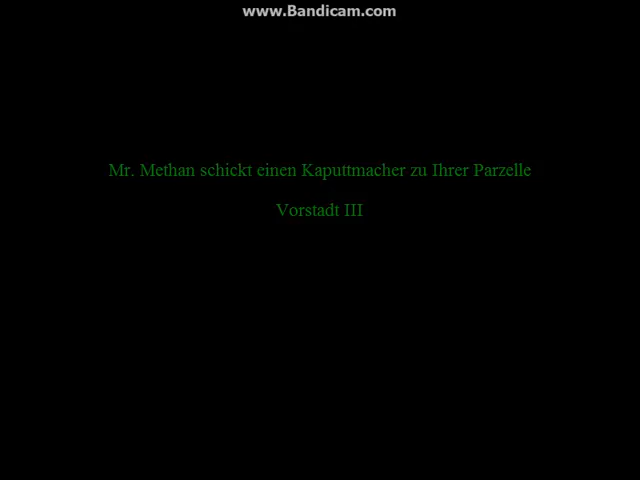 www.Bandicam.com
Mr. Methan schickt einen Kaputtmacher zu Ihrer Parzelle
Vorstadt III